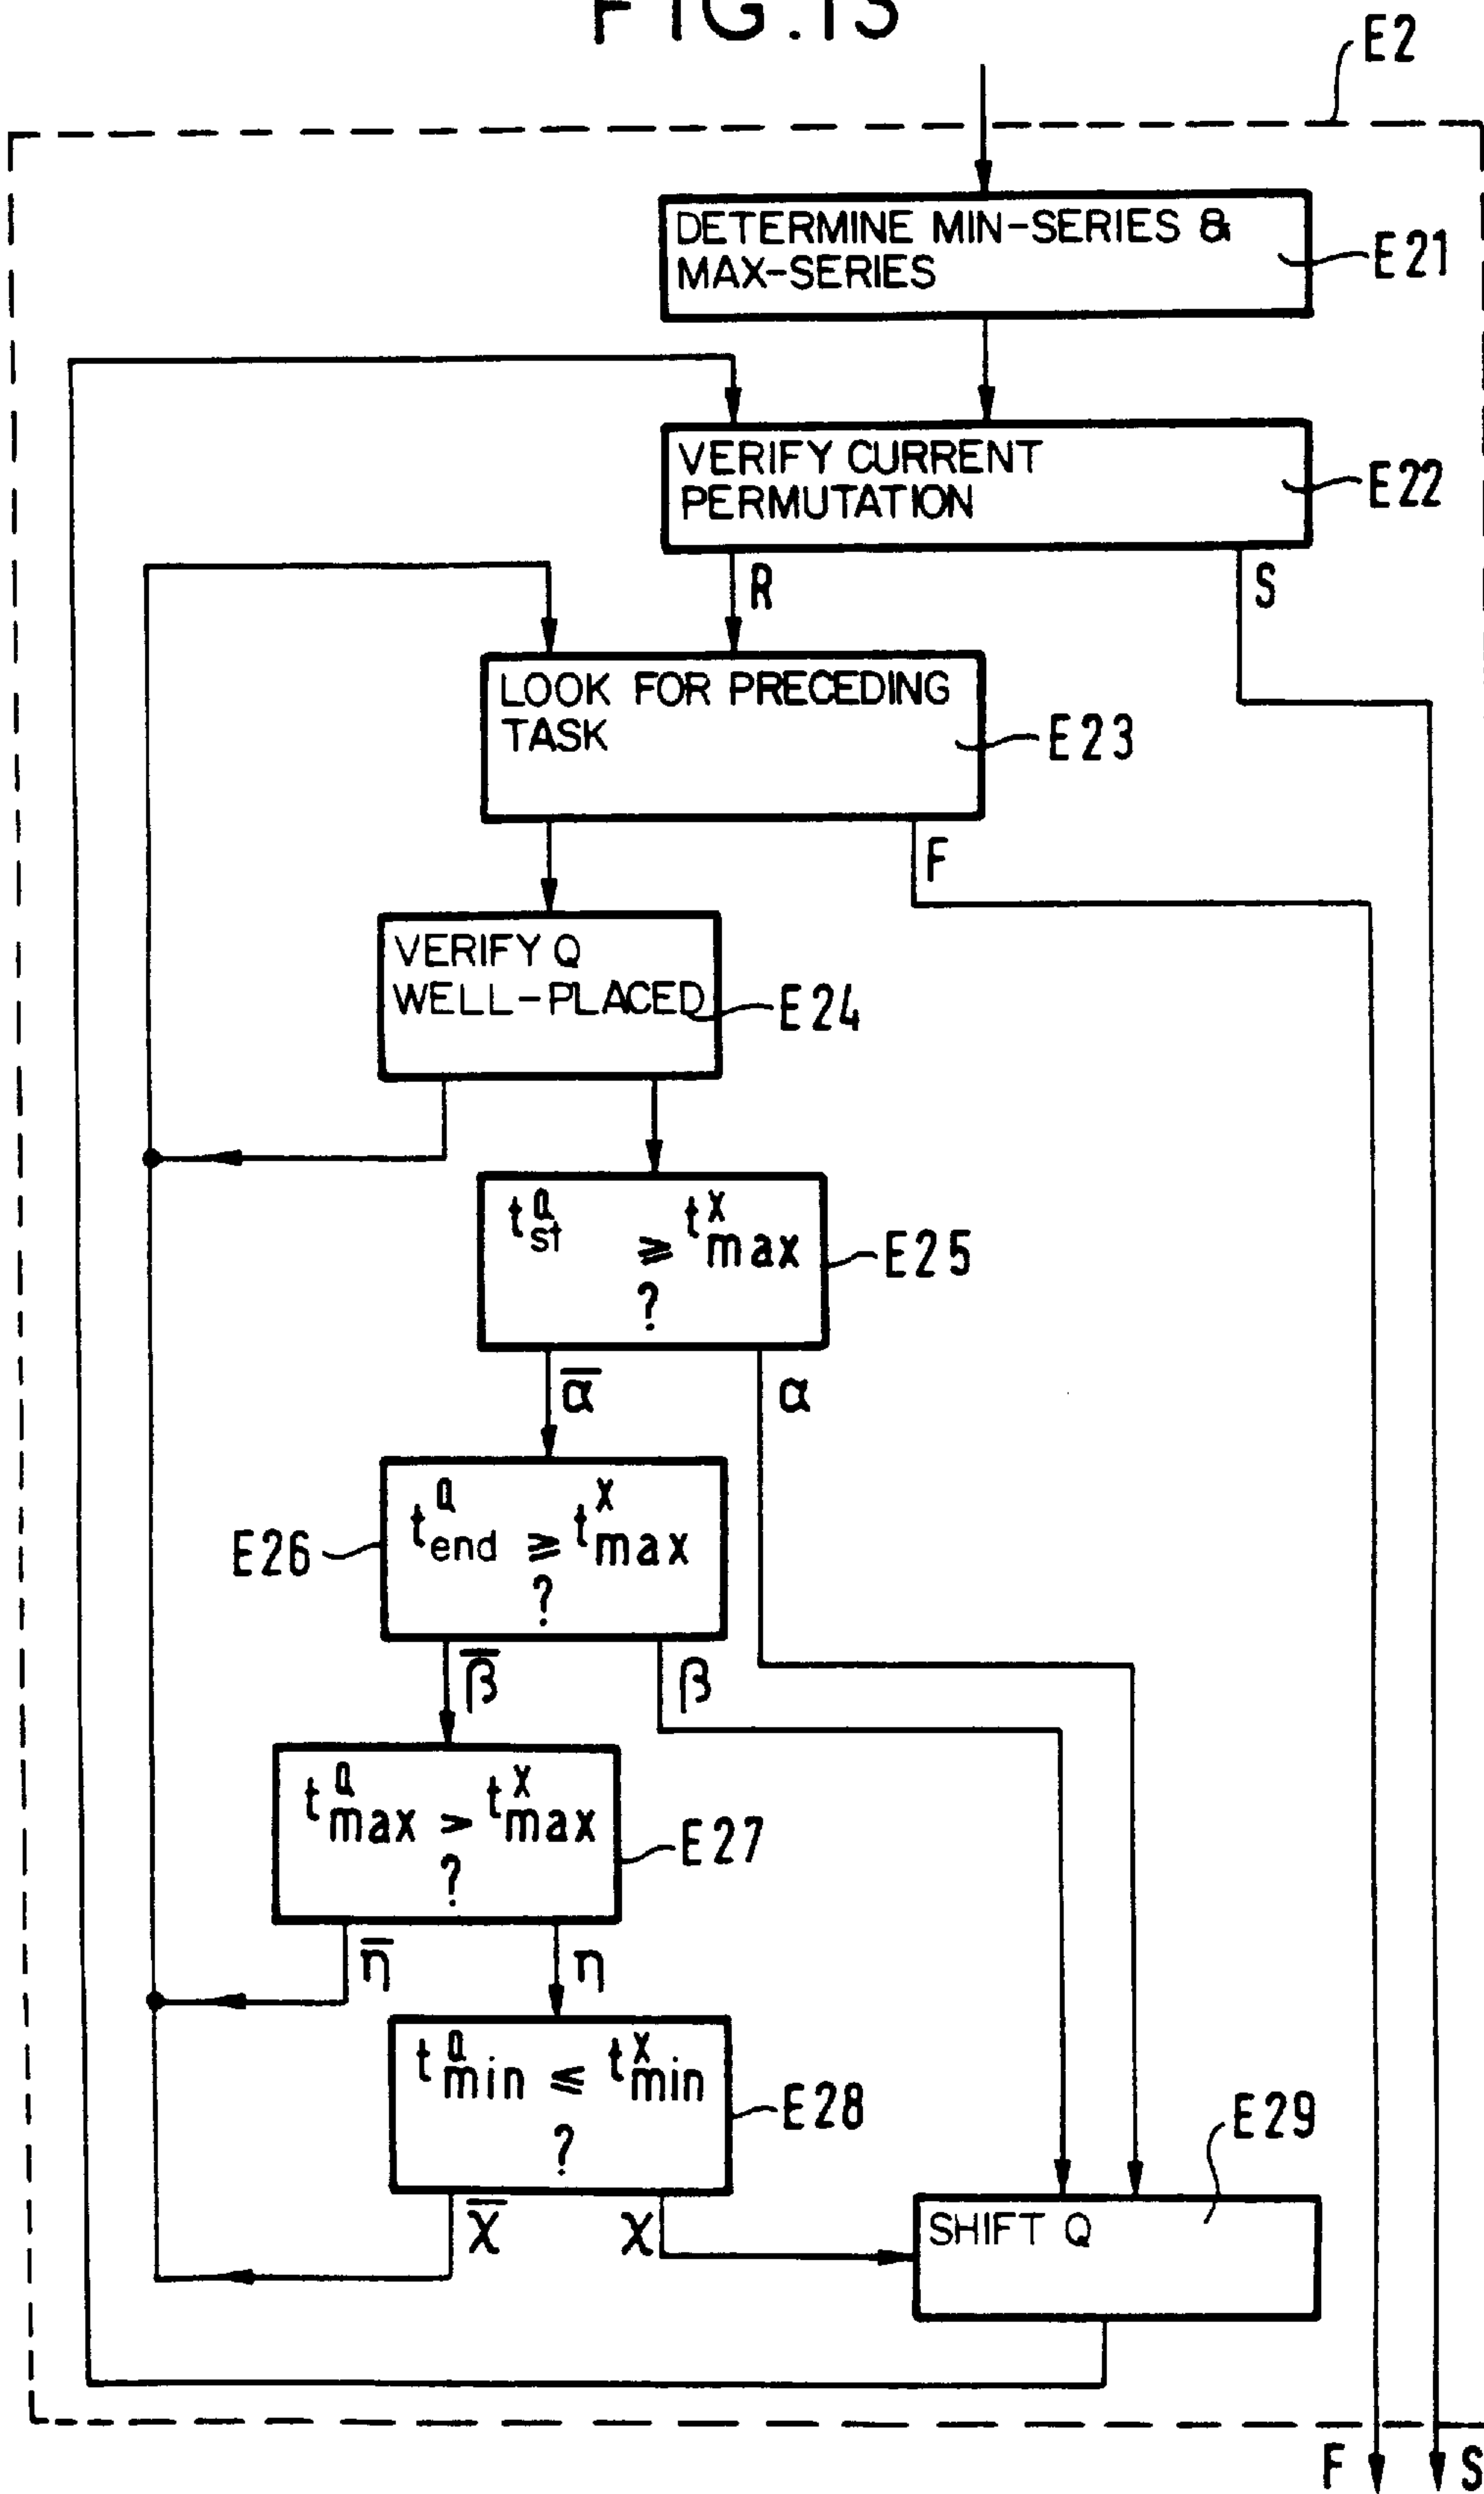 FIG.13
E2
DETERMINE MIN-SERIES &
MAX-SERIES
E21
VERIFY CURRENT
PERMUTATION
E22
R
S
LOOK FOR PRECEDING
TASK
E23
F
VERIFY Q
WELL-PLACED
E24
t^Q_st ≥ t^X_max
?
E25
α̅
α
t^Q_end ≥ t^X_max
?
E26
β̅
β
t^Q_max > t^X_max
?
E27
η̅
η
t^Q_min ≤ t^X_min
?
E28
E29
χ̅
χ
SHIFT Q
F
S